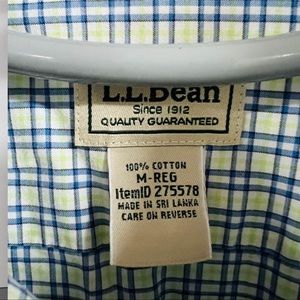 L.L.Bean
Since 1912
QUALITY GUARANTEED
100% COTTON
M-REG
ItemID 275578
MADE IN SRI LANKA
CARE ON REVERSE